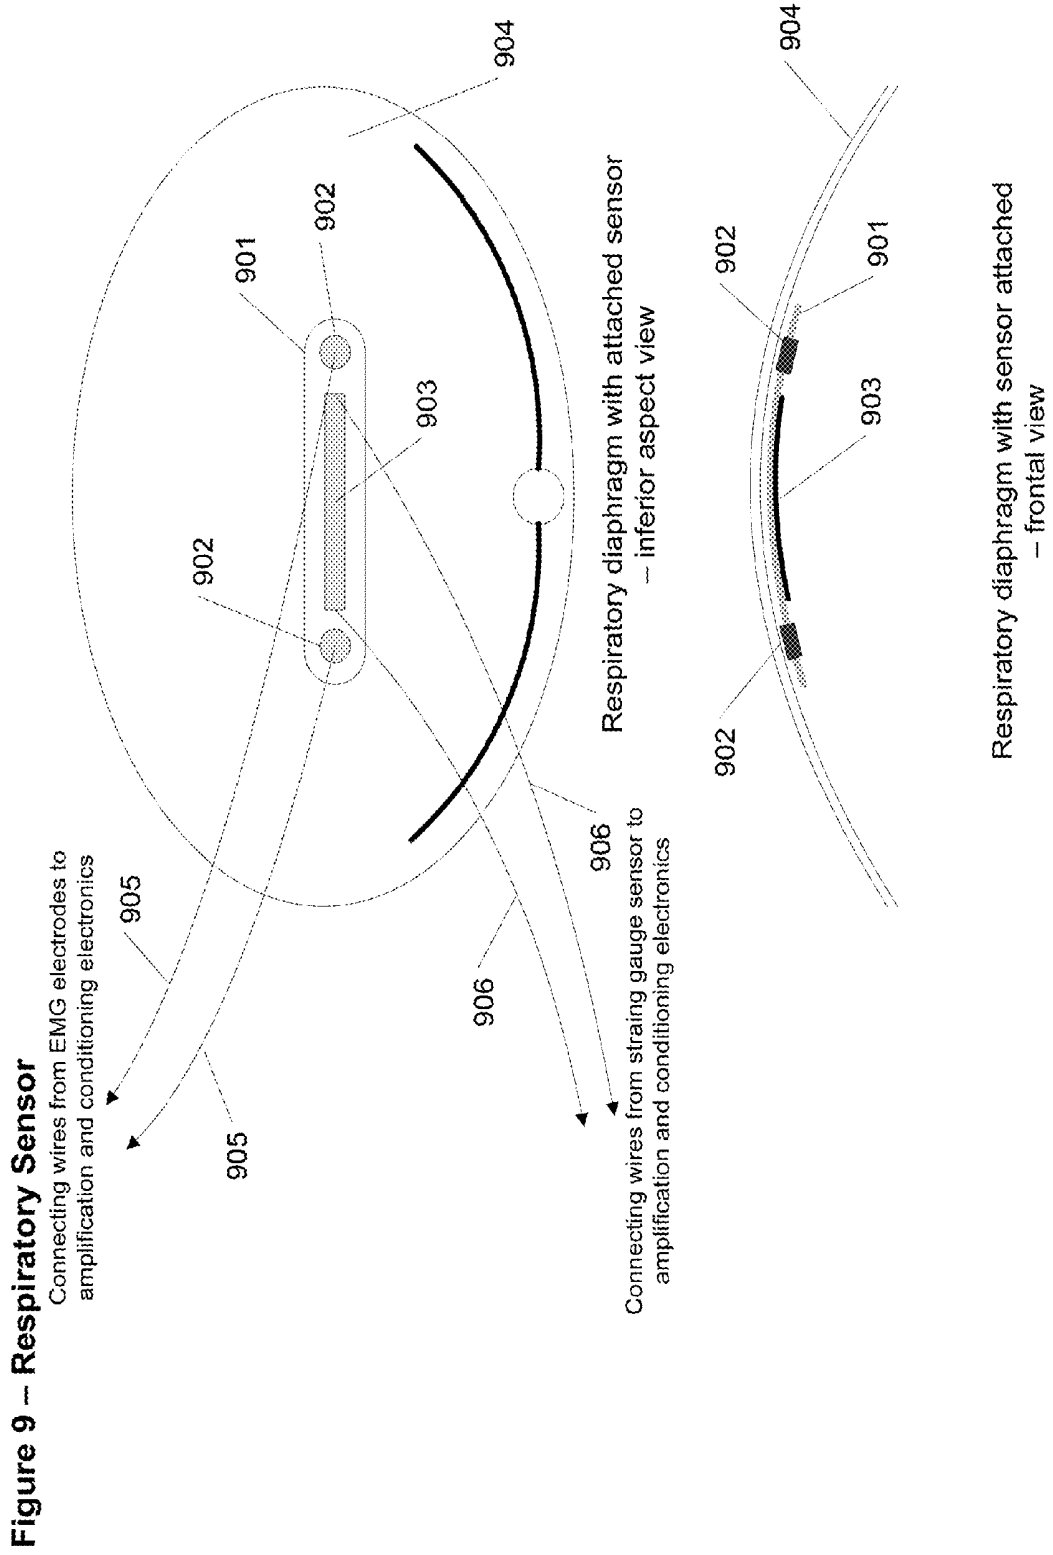 Figure 9 – Respiratory Sensor
Connecting wires from EMG electrodes to
amplification and conditioning electronics
905
905
902
901
902
904
903
906
906
Connecting wires from straing gauge sensor to
amplification and conditioning electronics
Respiratory diaphragm with attached sensor
– inferior aspect view
902
902
904
901
903
Respiratory diaphragm with sensor attached
– frontal view